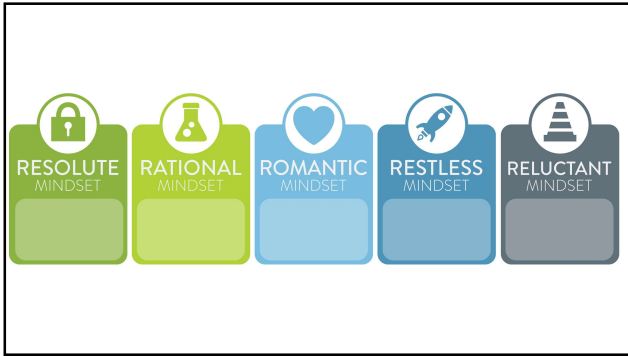 RESOLUTE
MINDSET
RATIONAL
MINDSET
ROMANTIC
MINDSET
RESTLESS
MINDSET
RELUCTANT
MINDSET